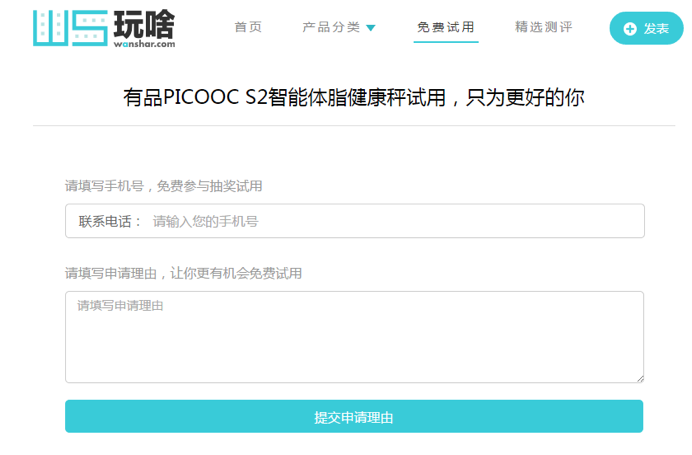 玩啥
wanshar.com
首页 产品分类 免费试用 精选测评 发表
有品PICOOC S2智能体脂健康秤试用，只为更好的你
请填写手机号，免费参与抽奖试用
联系电话： 请输入您的手机号
请填写申请理由，让你更有机会免费试用
请填写申请理由
提交申请理由